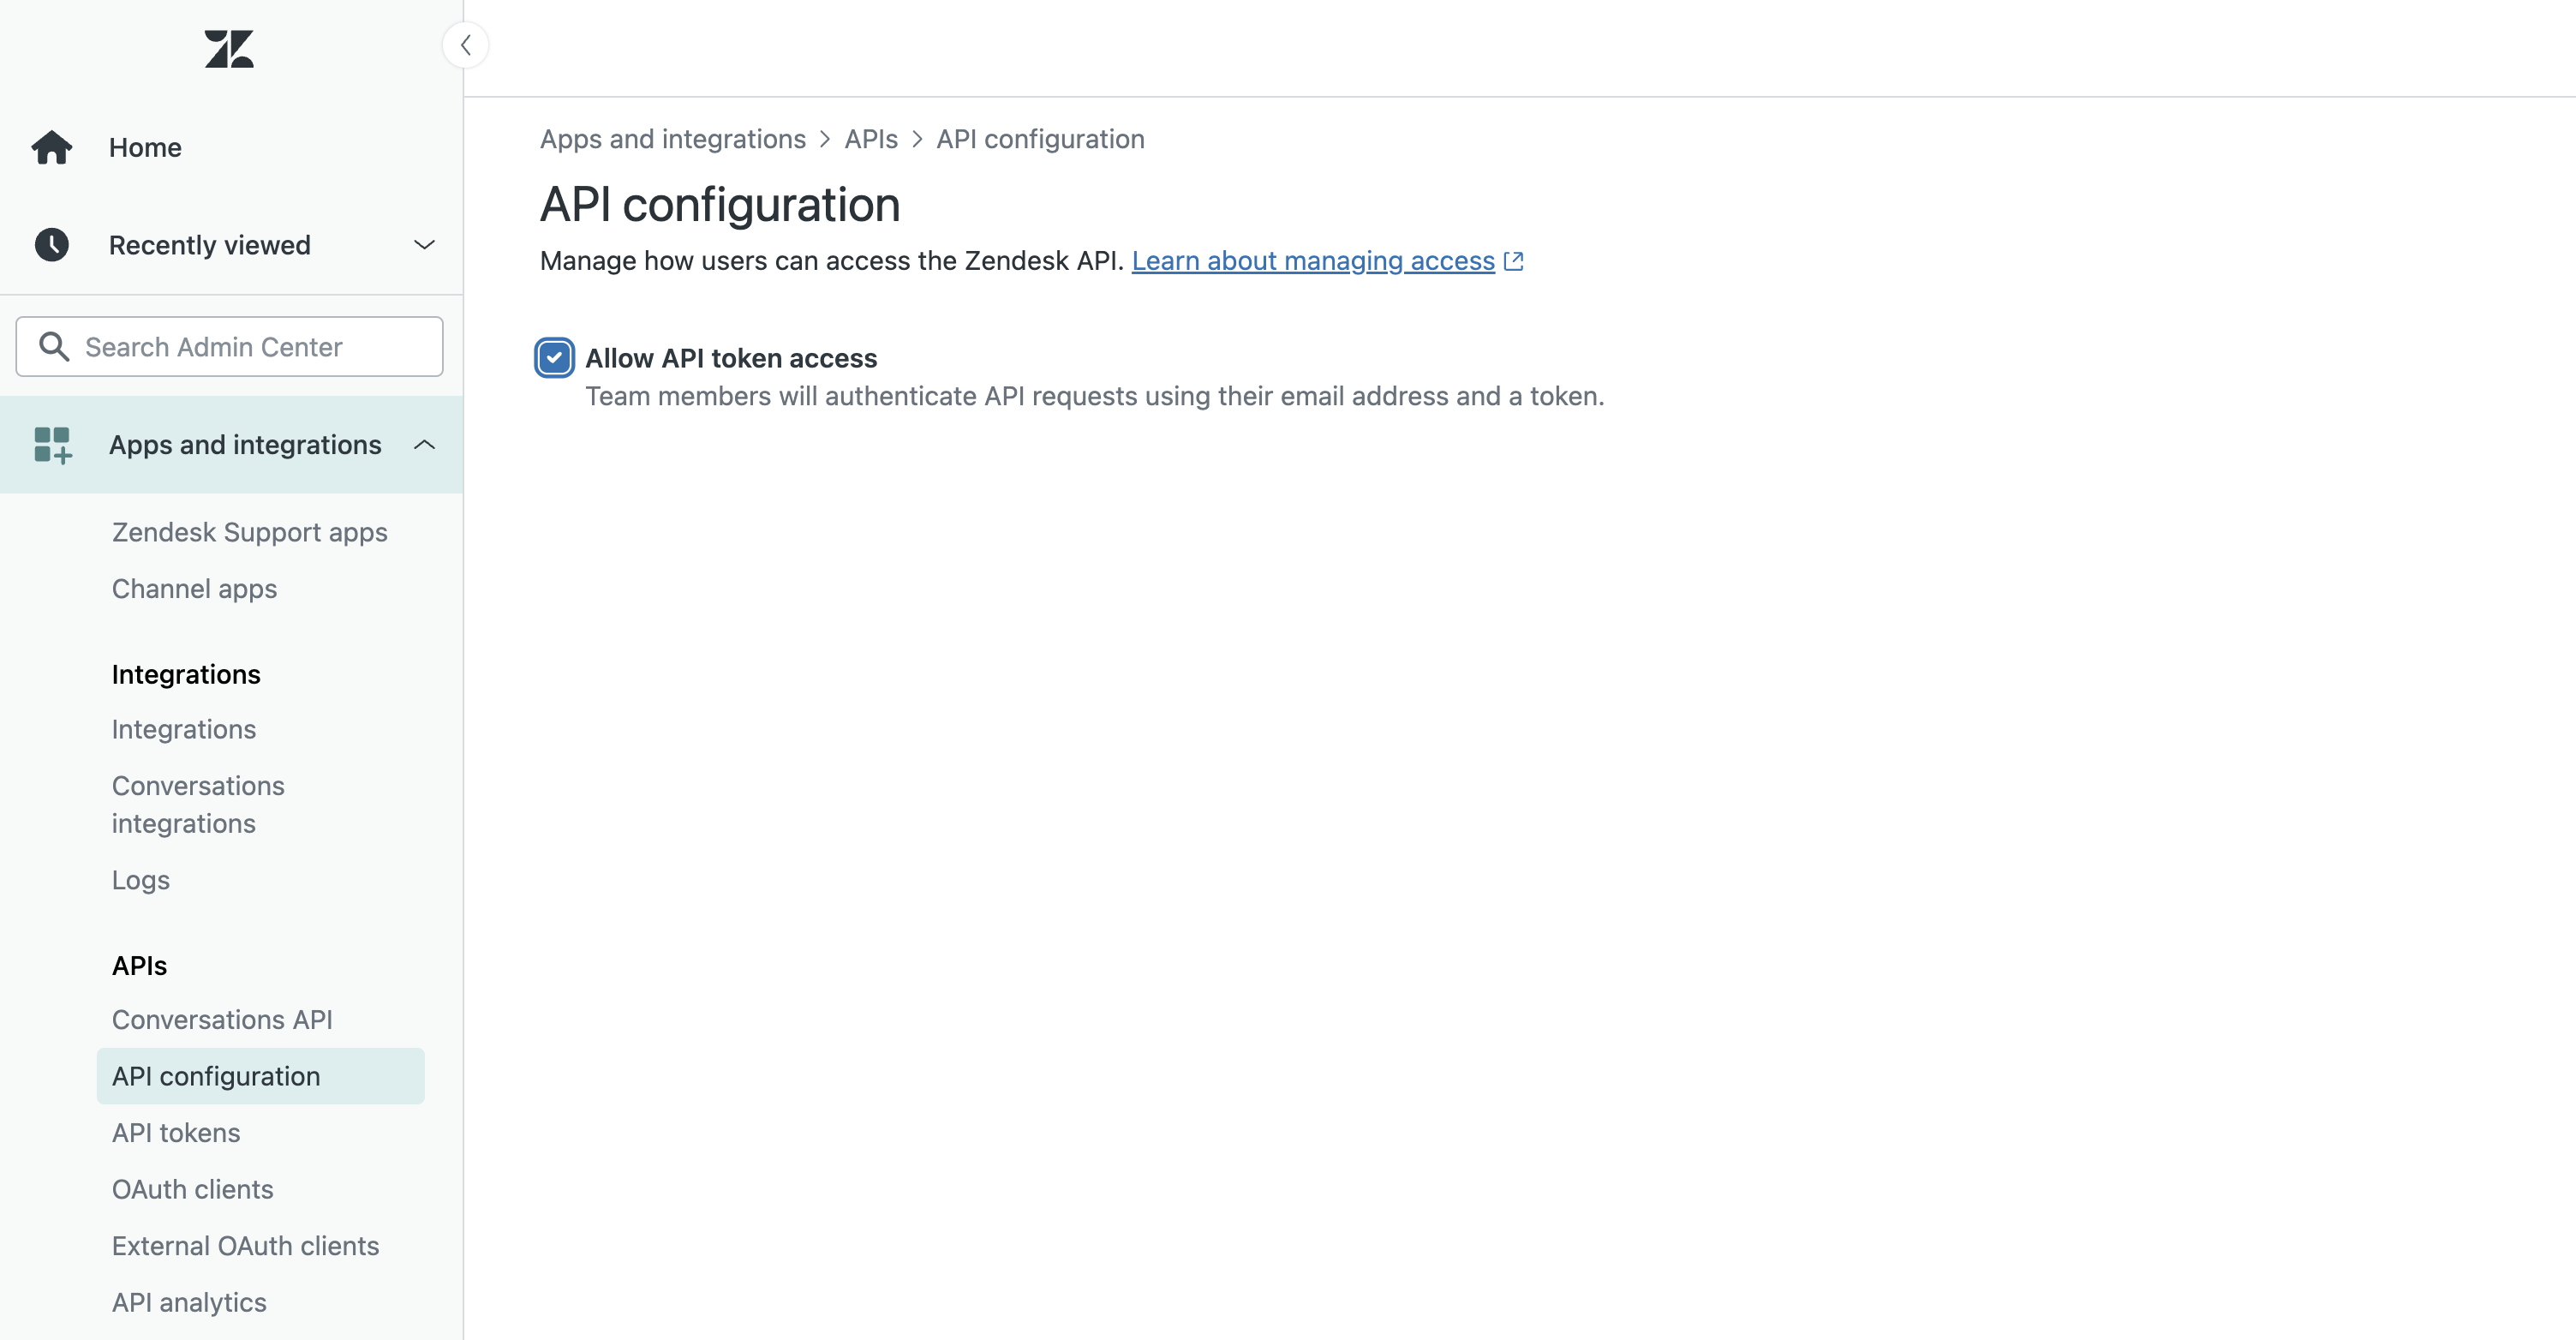 Home
Recently viewed
Search Admin Center
Apps and integrations
Zendesk Support apps
Channel apps
Integrations
Integrations
Conversations
integrations
Logs
APIs
Conversations API
API configuration
API tokens
OAuth clients
External OAuth clients
API analytics
Apps and integrations > APIs > API configuration
API configuration
Manage how users can access the Zendesk API. Learn about managing access
Allow API token access
Team members will authenticate API requests using their email address and a token.